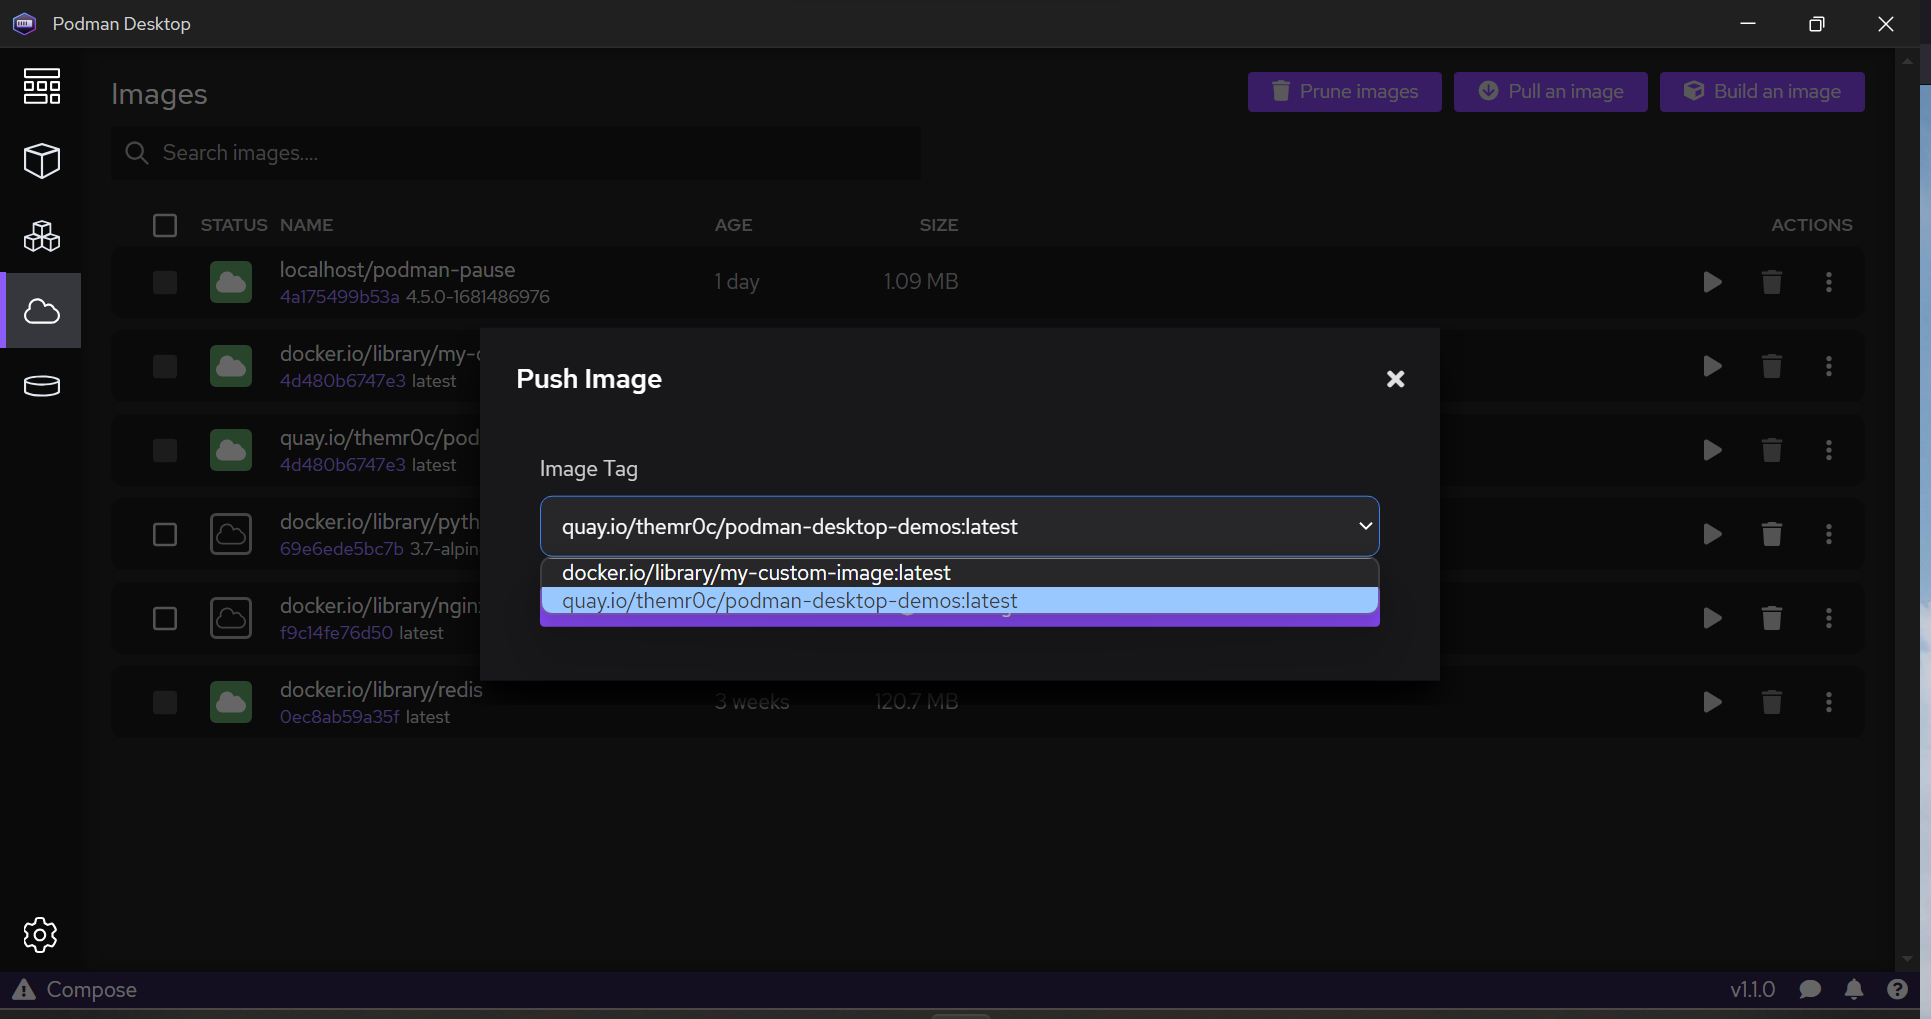 Podman Desktop
Images
Prune images
Pull an image
Build an image
Search images....
STATUS NAME AGE SIZE ACTIONS
localhost/podman-pause
4a175499b53a 4.5.0-1681486976
1 day
1.09 MB
docker.io/library/my-
4d480b6747e3 latest
quay.io/themr0c/pod
4d480b6747e3 latest
docker.io/library/pyth
69e6ede5bc7b 3.7-alpin
docker.io/library/ngin
f9c14fe76d50 latest
docker.io/library/redis
0ec8ab59a35f latest
3 weeks
120.7 MB
Push Image
Image Tag
quay.io/themr0c/podman-desktop-demos:latest
docker.io/library/my-custom-image:latest
quay.io/themr0c/podman-desktop-demos:latest
Compose
v1.1.0